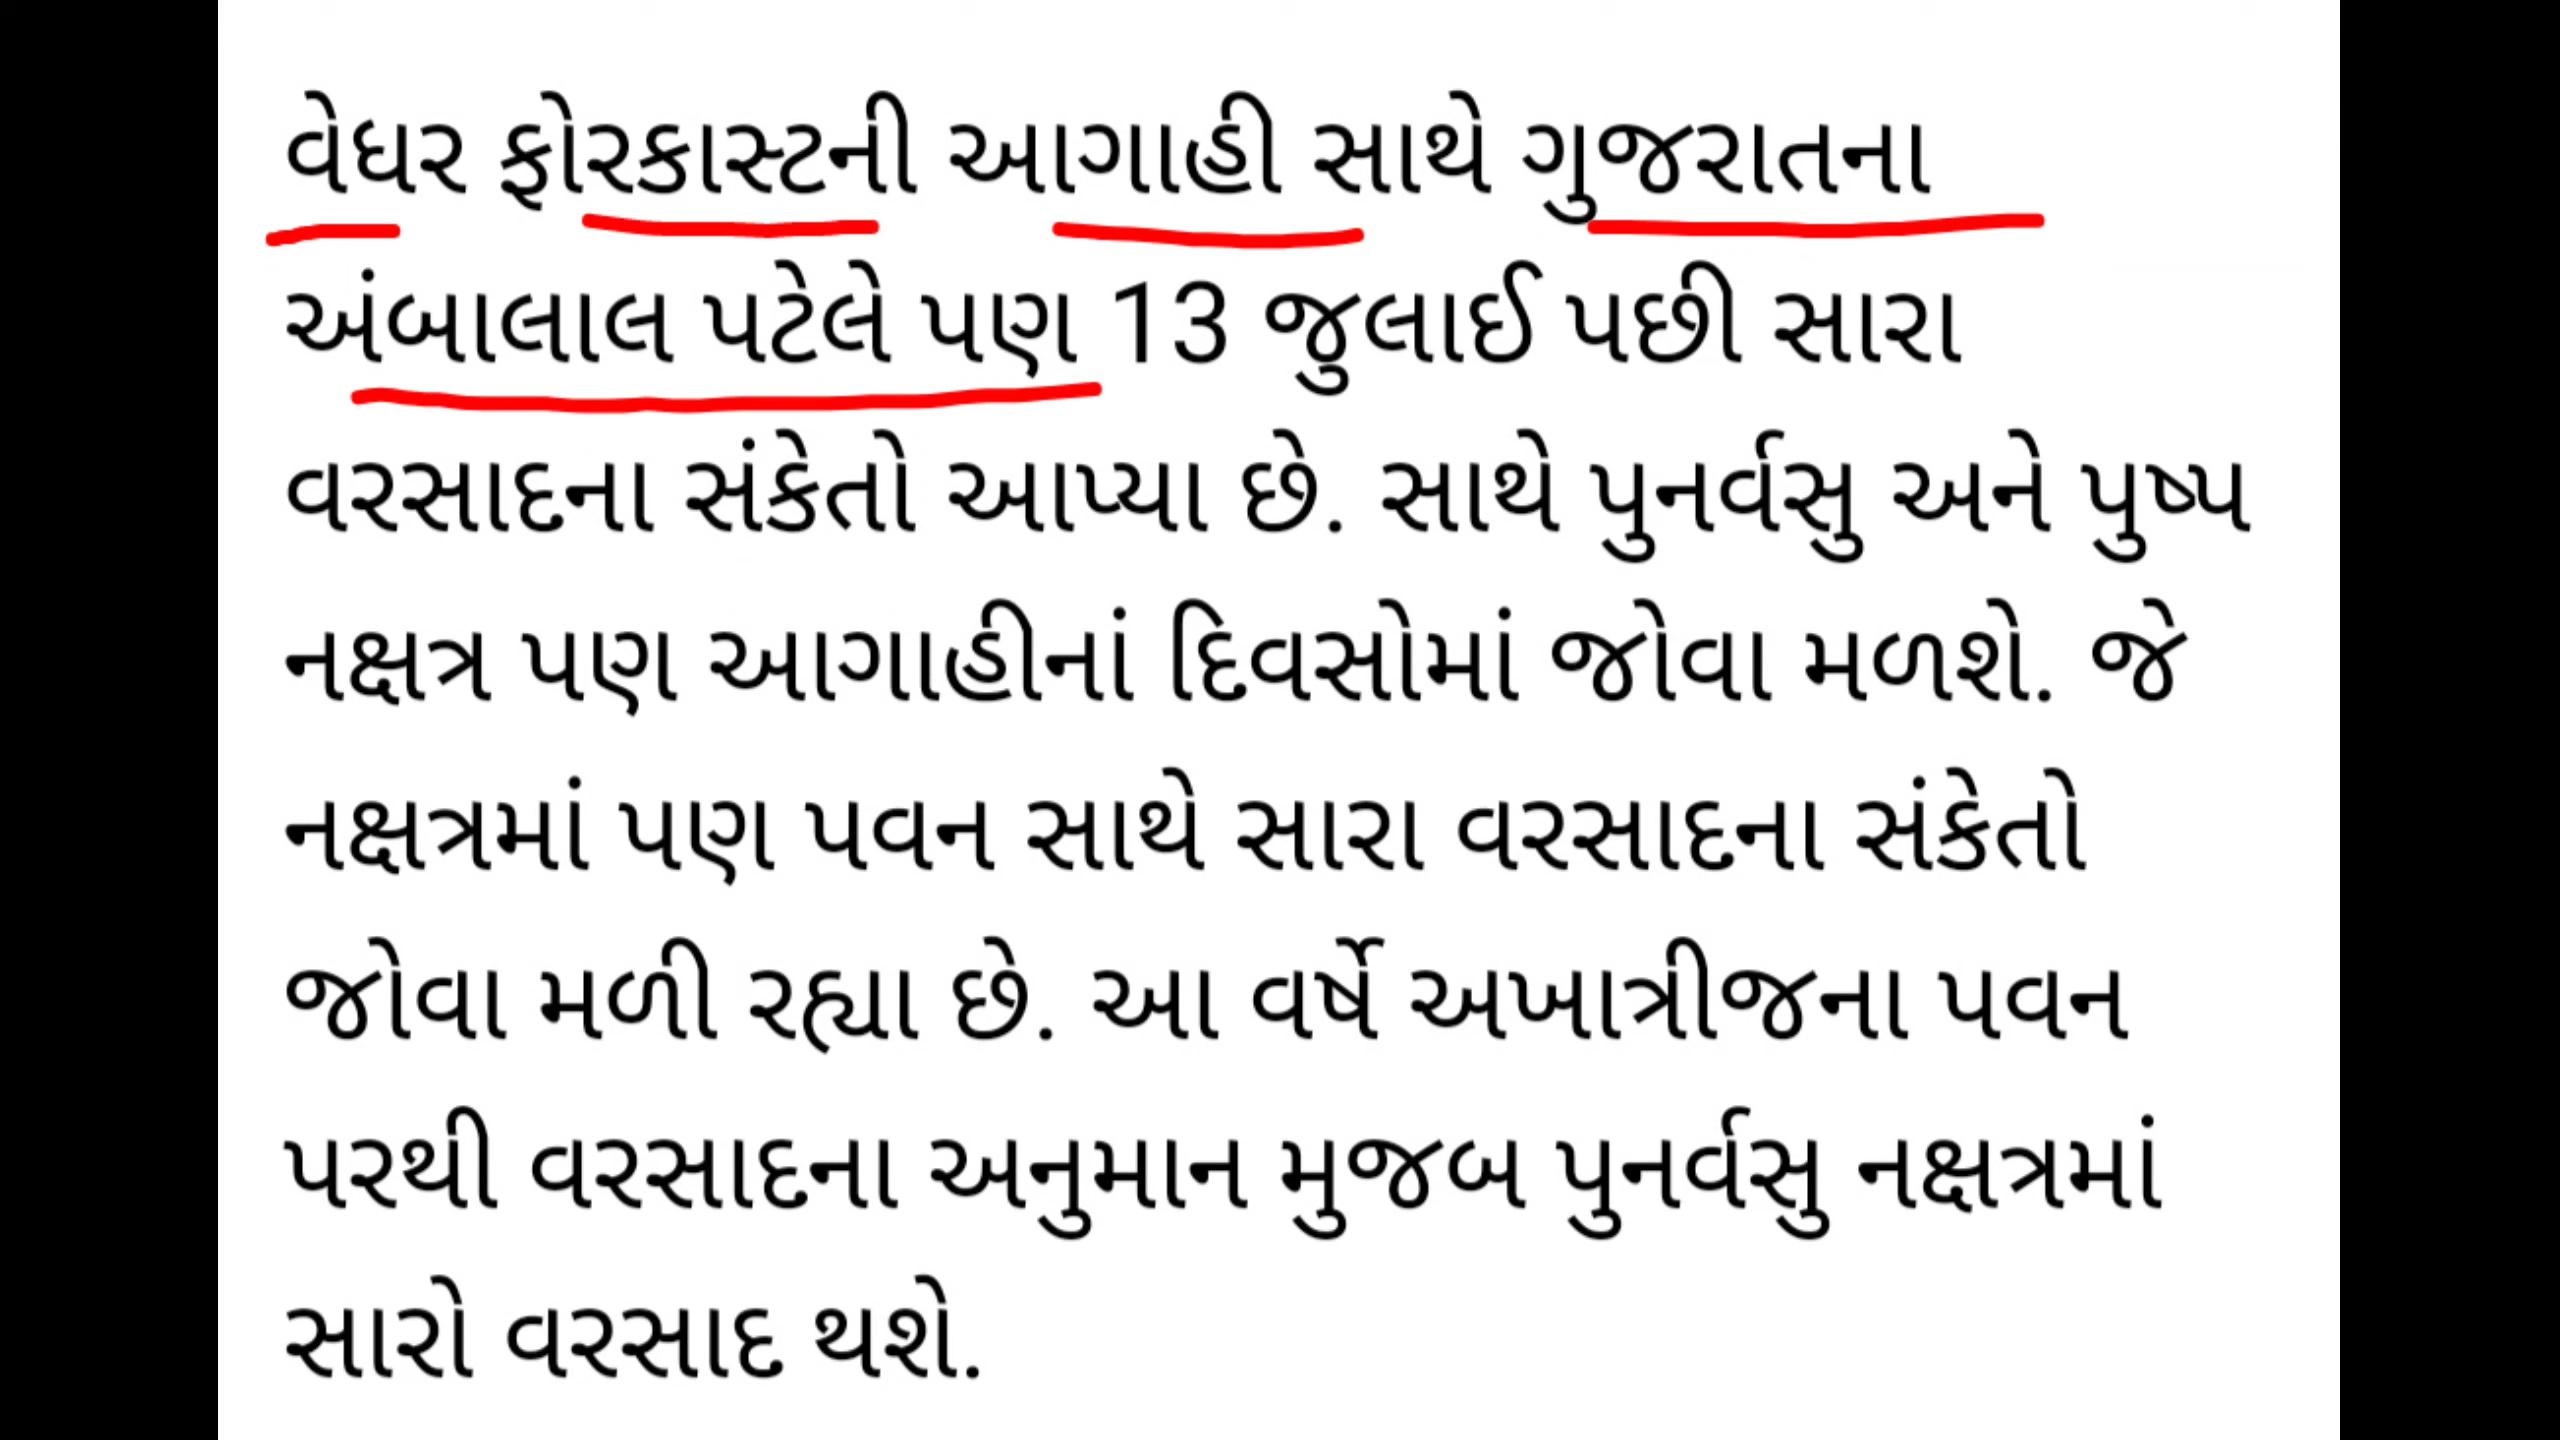 વેધર ફોરકાસ્ટની આગાહી સાથે ગુજરાતના
અંબાલાલ પટેલે પણ 13 જુલાઈ પછી સારા
વરસાદના સંકેતો આપ્યા છે. સાથે પુનર્વસુ અને પુષ્પ
નક્ષત્ર પણ આગાહીનાં દિવસોમાં જોવા મળશે. જે
નક્ષત્રમાં પણ પવન સાથે સારા વરસાદના સંકેતો
જોવા મળી રહ્યા છે. આ વર્ષે અખાત્રીજના પવન
પરથી વરસાદના અનુમાન મુજબ પુનર્વસુ નક્ષત્રમાં
સારો વરસાદ થશે.